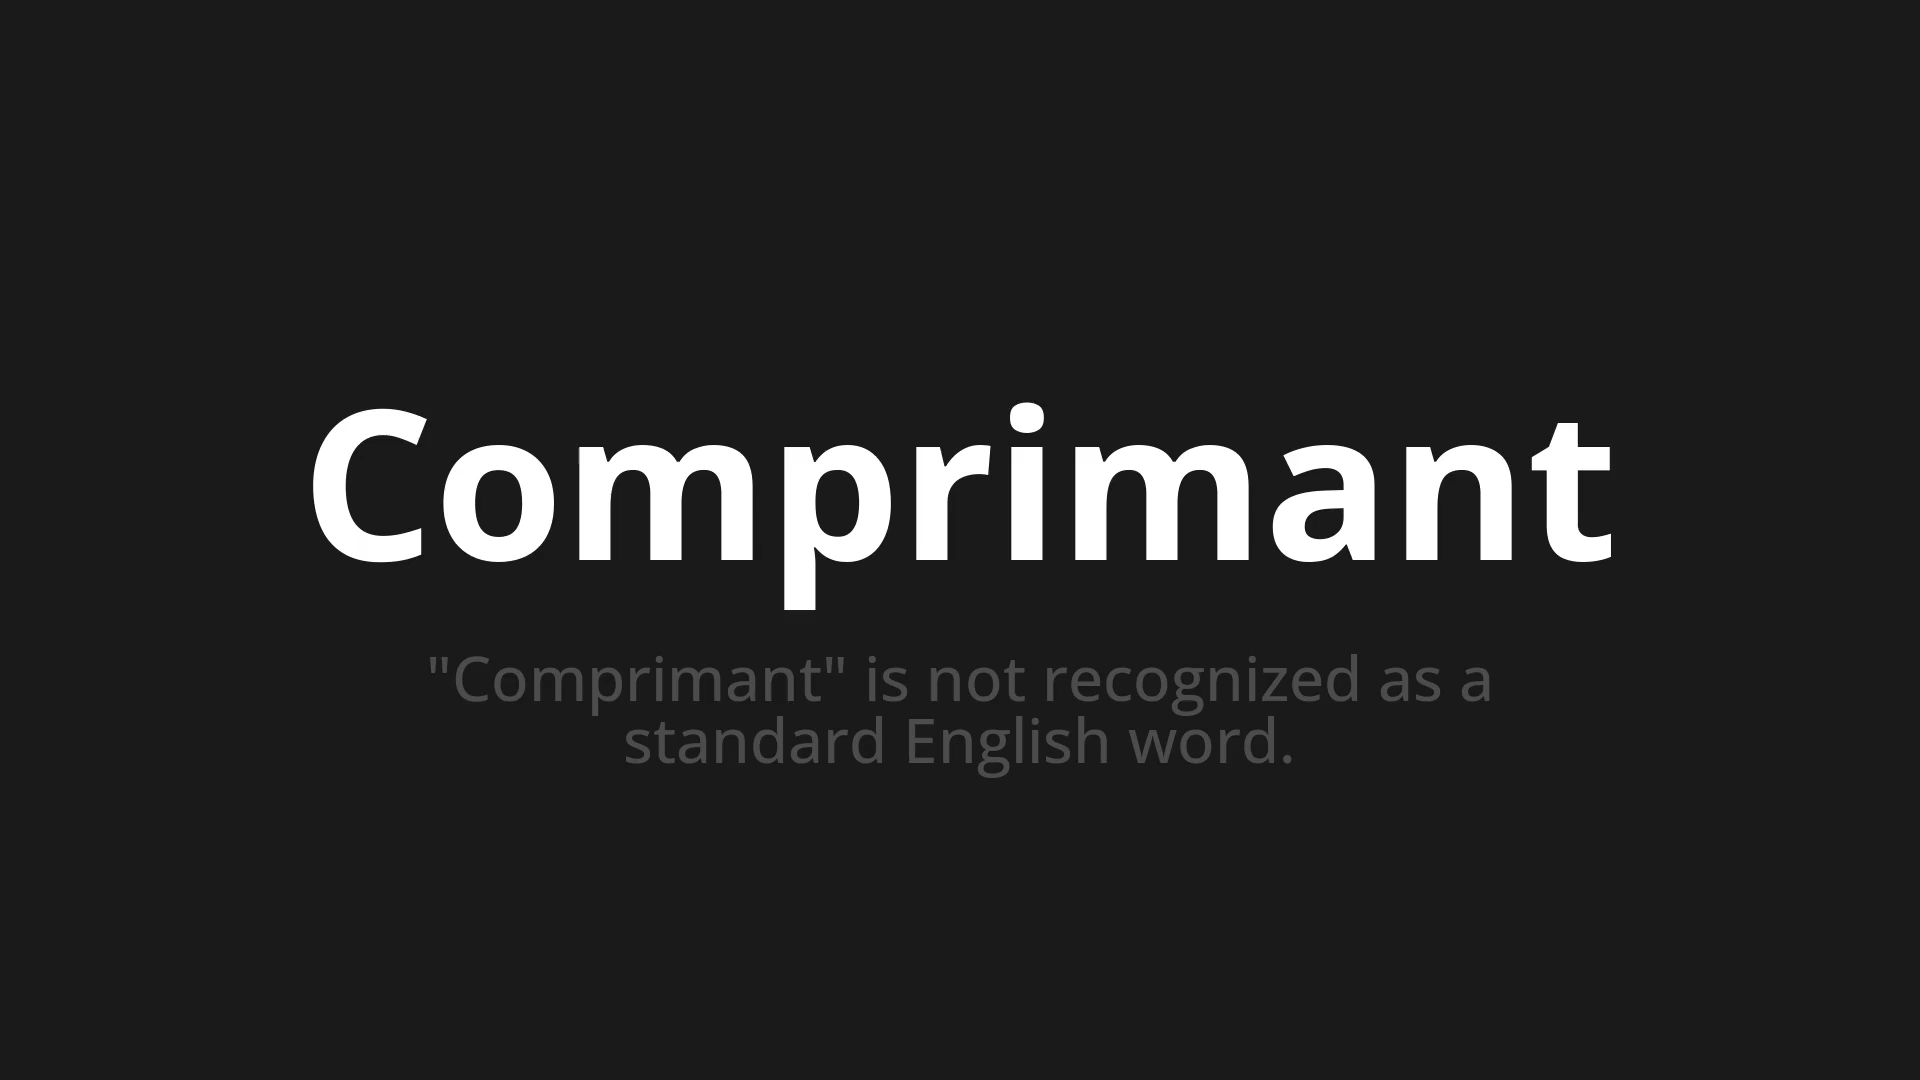 Comprimant
"Comprimant" is not recognized as a
standard English word.